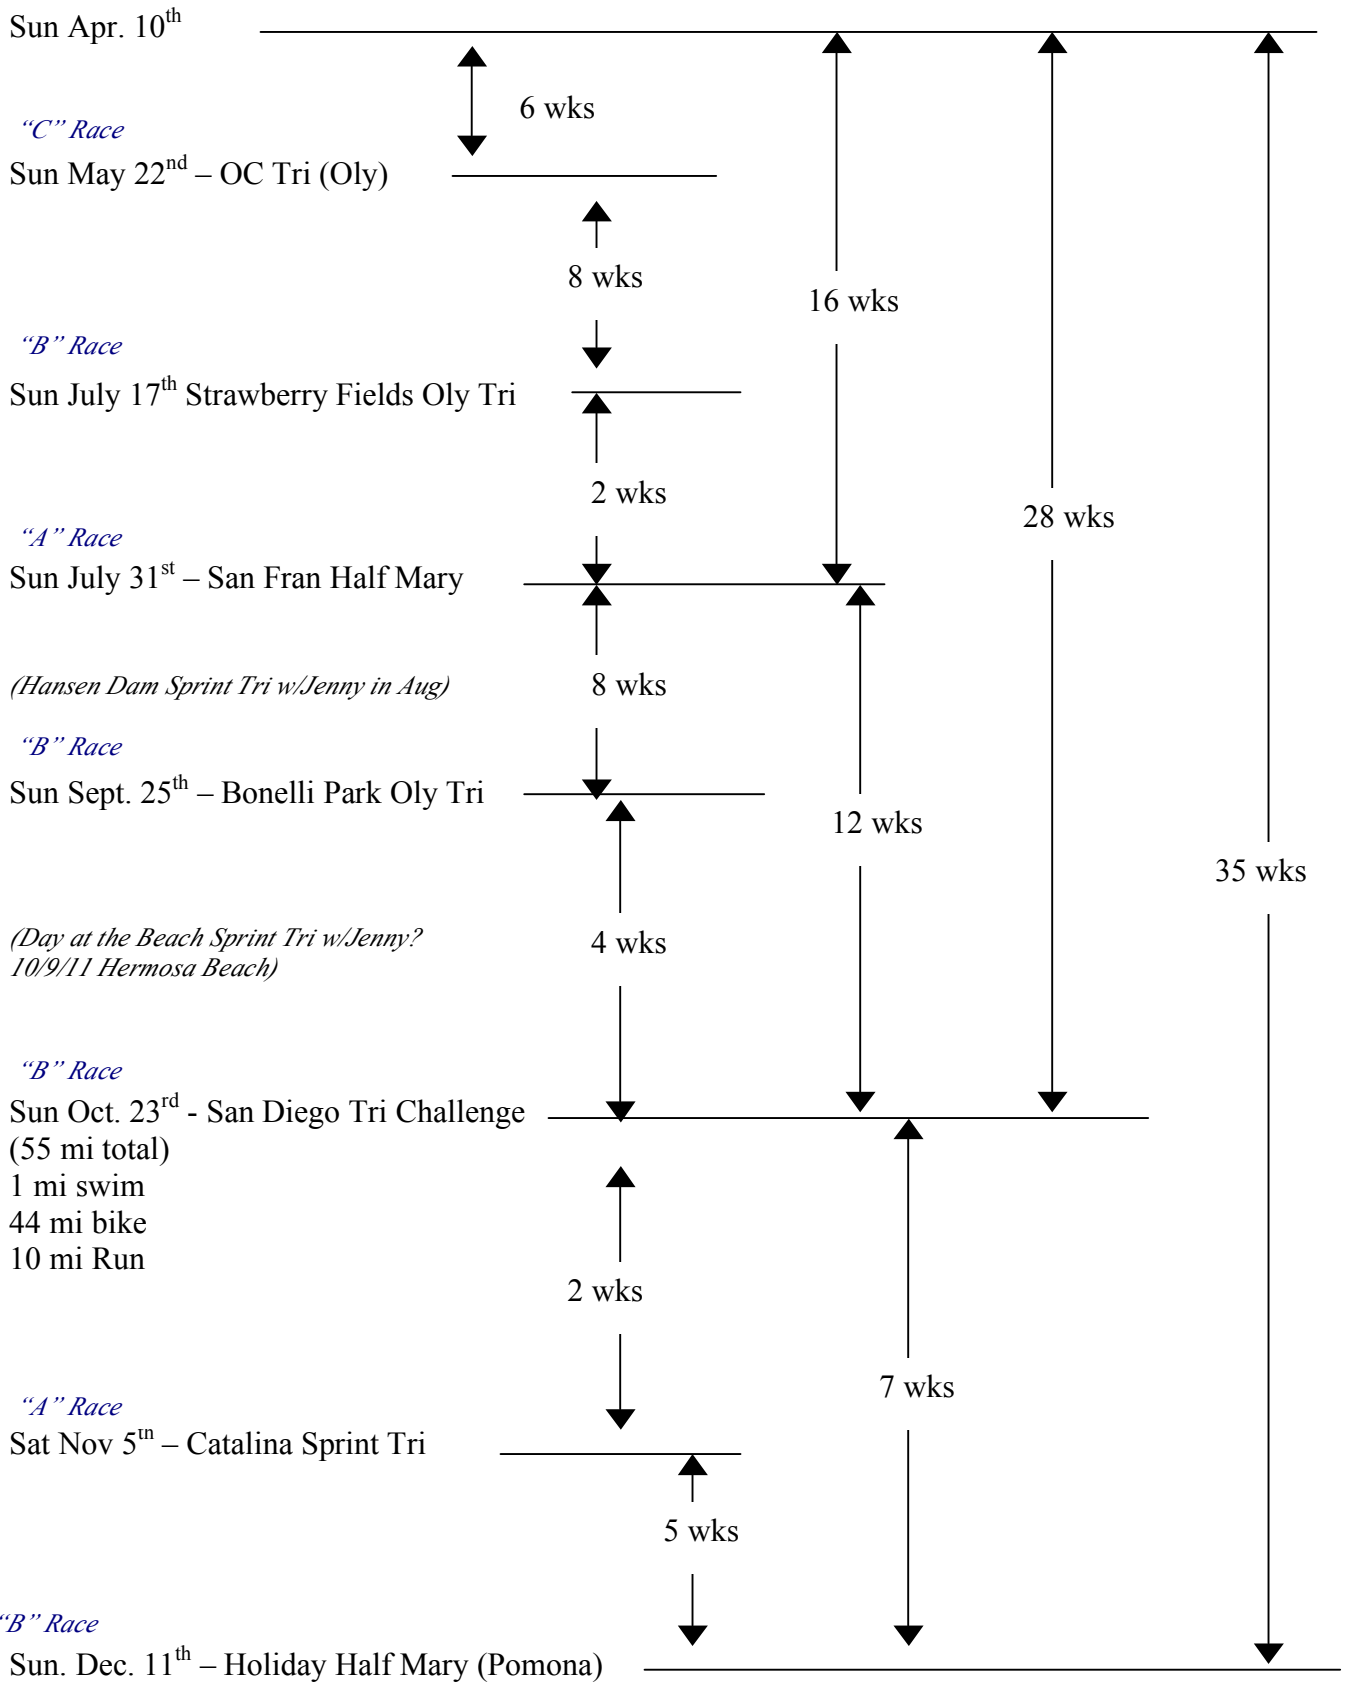 Sun Apr. 10th
6 wks
“C” Race
Sun May 22nd – OC Tri (Oly)
8 wks
16 wks
“B” Race
Sun July 17th Strawberry Fields Oly Tri
2 wks
28 wks
“A” Race
Sun July 31st – San Fran Half Mary
(Hansen Dam Sprint Tri w/Jenny in Aug)
8 wks
“B” Race
Sun Sept. 25th – Bonelli Park Oly Tri
12 wks
35 wks
(Day at the Beach Sprint Tri w/Jenny?
10/9/11 Hermosa Beach)
4 wks
“B” Race
Sun Oct. 23rd - San Diego Tri Challenge
(55 mi total)
1 mi swim
44 mi bike
10 mi Run
2 wks
7 wks
“A” Race
Sat Nov 5th – Catalina Sprint Tri
5 wks
“B” Race
Sun. Dec. 11th – Holiday Half Mary (Pomona)